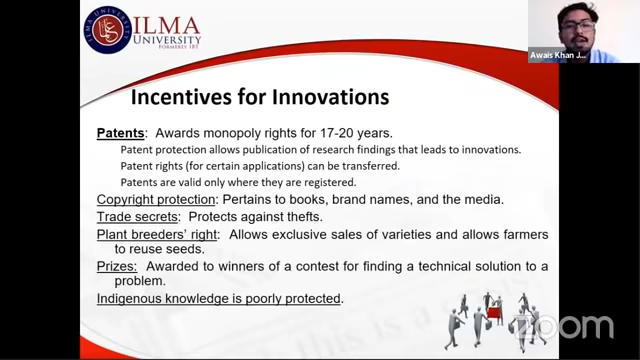 ILMA
UNIVERSITY
FORMERLY IBT
ILMA UNIVERSITY
Awais Khan J...
Incentives for Innovations
Patents: Awards monopoly rights for 17-20 years.
Patent protection allows publication of research findings that leads to innovations.
Patent rights (for certain applications) can be transferred.
Patents are valid only where they are registered.
Copyright protection: Pertains to books, brand names, and the media.
Trade secrets: Protects against thefts.
Plant breeders' right: Allows exclusive sales of varieties and allows farmers
to reuse seeds.
Prizes: Awarded to winners of a contest for finding a technical solution to a
problem.
Indigenous knowledge is poorly protected.
zoom